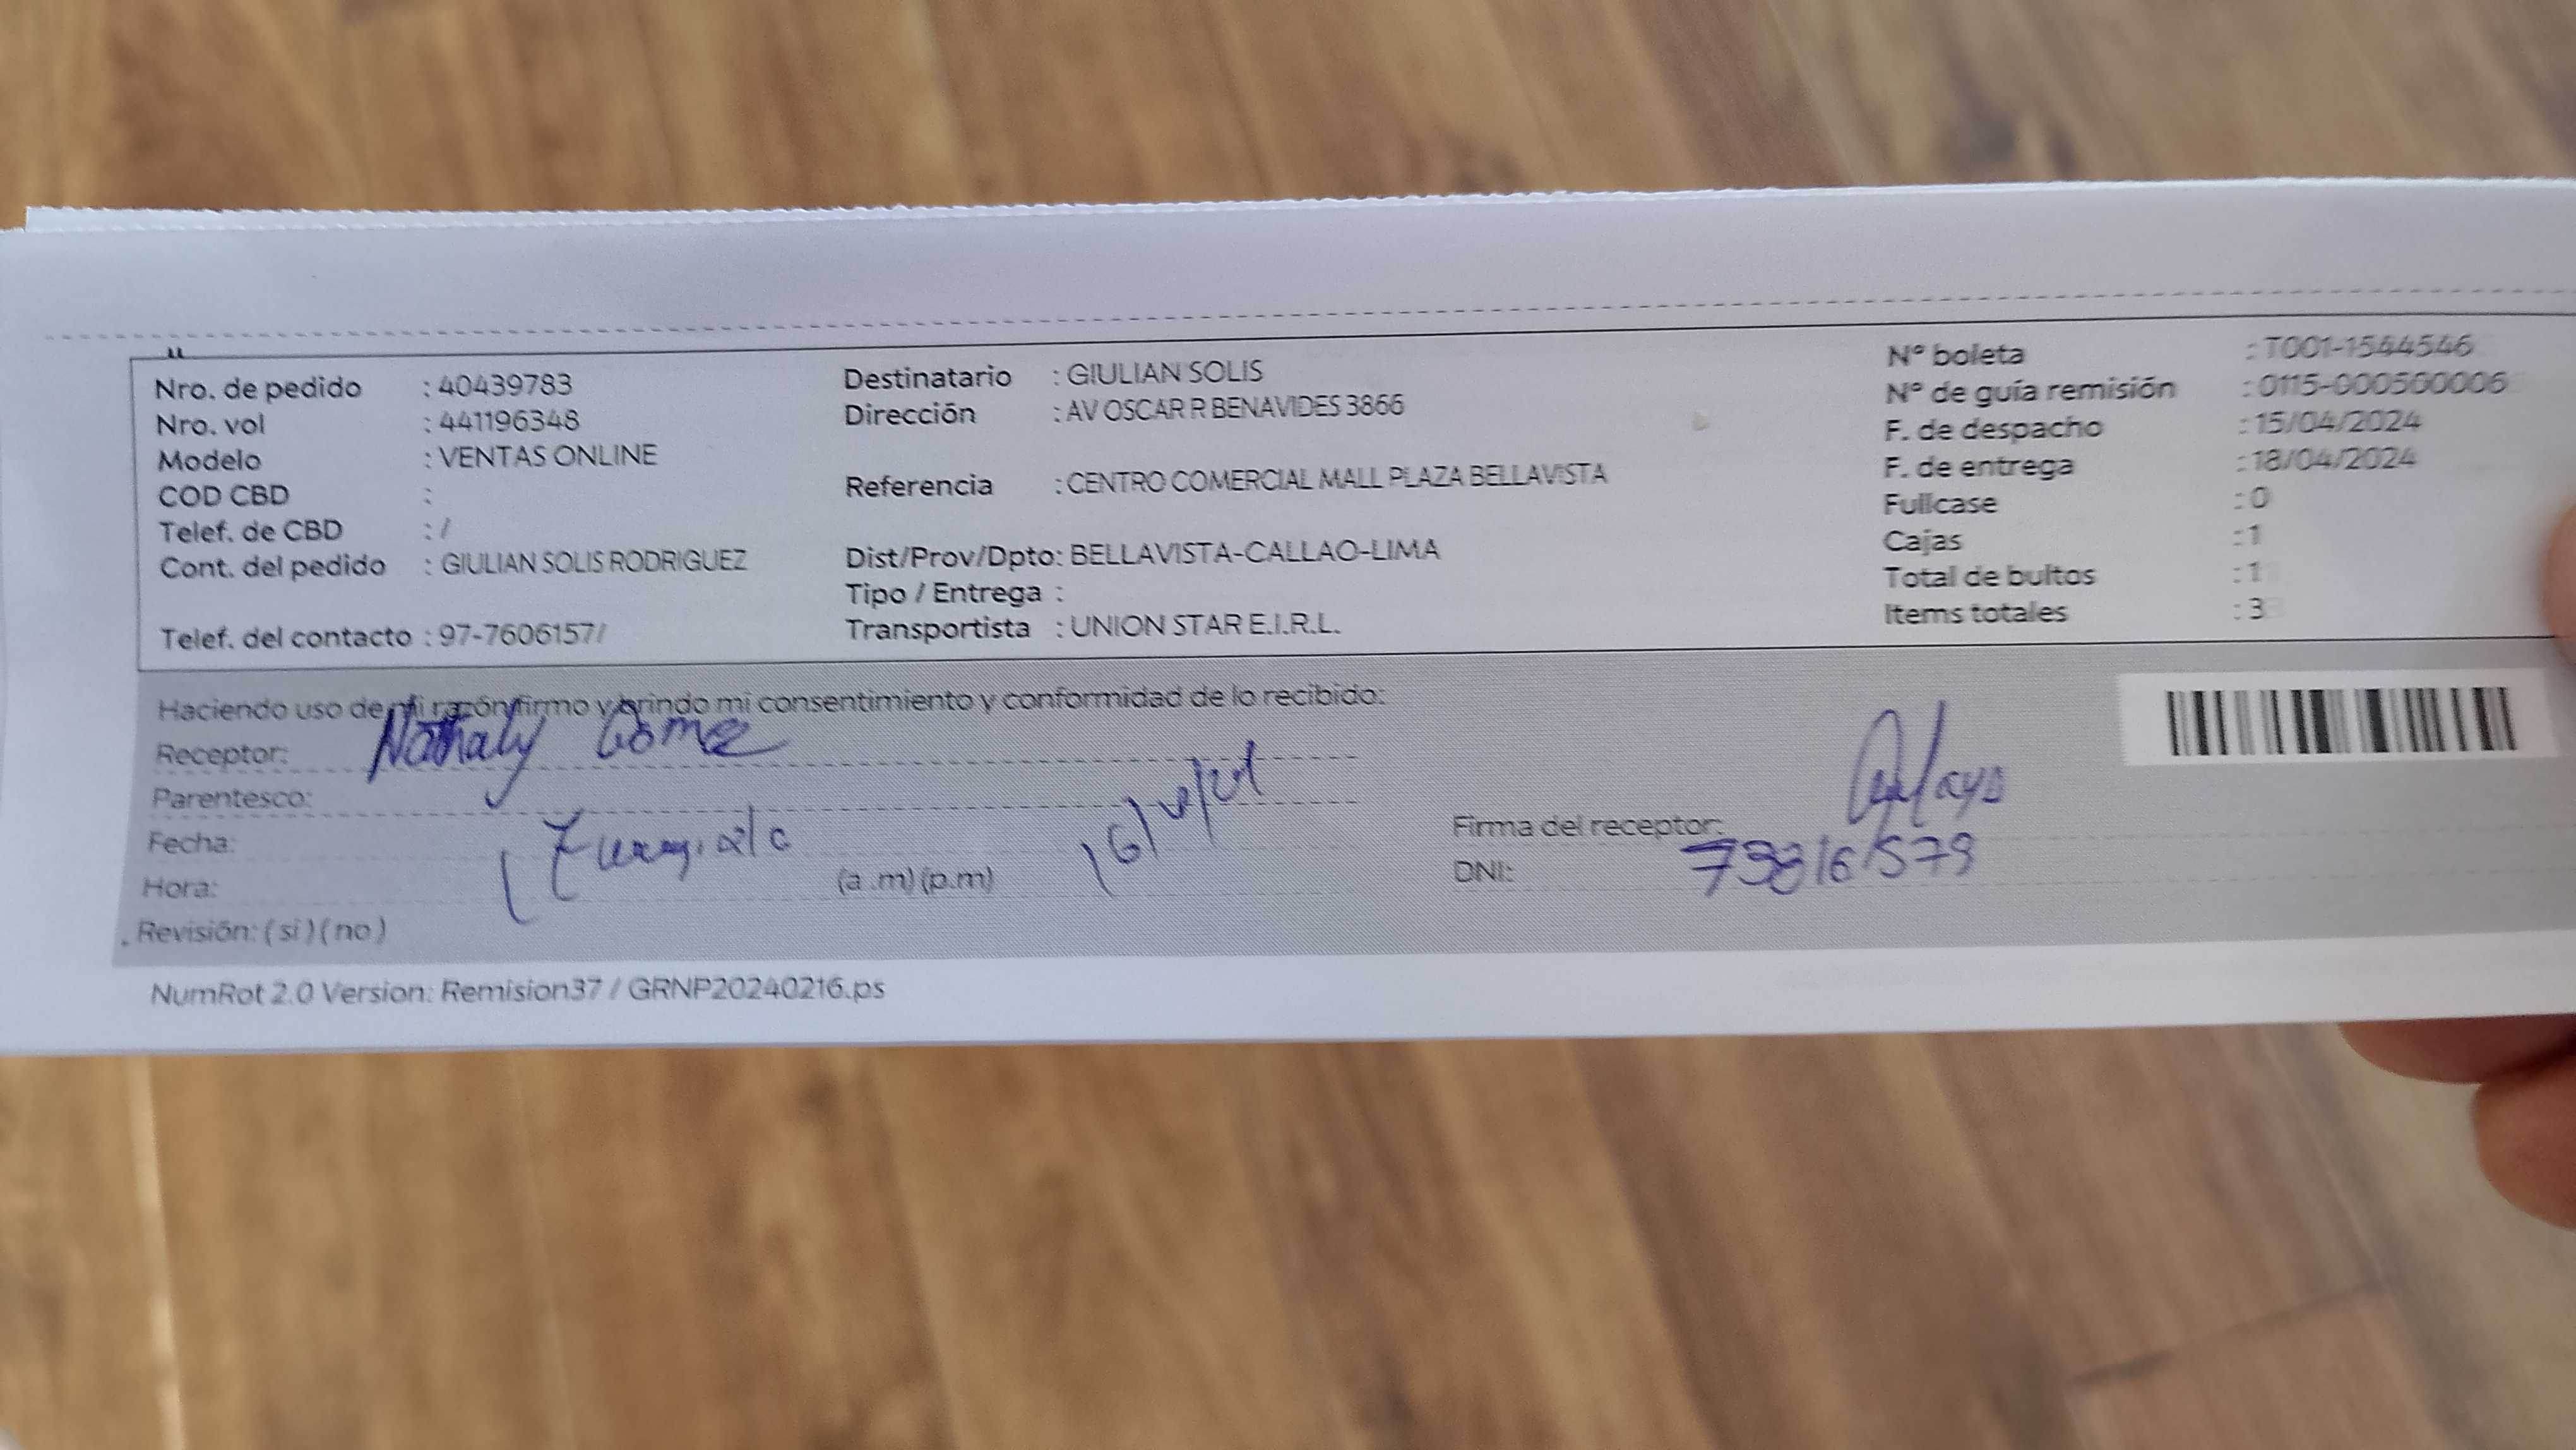 Nro. de pedido : 40439783
Nro. vol : 441196348
Modelo : VENTAS ONLINE
COD CBD :
Telef. de CBD : /
Cont. del pedido : GIULIAN SOLIS RODRIGUEZ
Telef. del contacto : 97-7606157/
Destinatario : GIULIAN SOLIS
Dirección : AV OSCAR R BENAVIDES 3866
Referencia : CENTRO COMERCIAL MALL PLAZA BELLAVISTA
Dist/Prov/Dpto: BELLAVISTA-CALLAO-LIMA
Tipo / Entrega :
Transportista : UNION STAR E.I.R.L.
N° boleta : T001-1544546
N° de guía remisión : 0115-000500006
F. de despacho : 15/04/2024
F. de entrega : 18/04/2024
Fullcase : 0
Cajas : 1
Total de bultos : 1
Items totales : 3
Haciendo uso de mi razón firmo y brindo mi consentimiento y conformidad de lo recibido:
Receptor: Nathaly Gomez
Parentesco:
Fecha:
Hora: (a .m) (p.m)
Revisión: ( si ) ( no )
Firma del receptor:
DNI:
NumRot 2.0 Version: Remision37 / GRNP20240216.ps